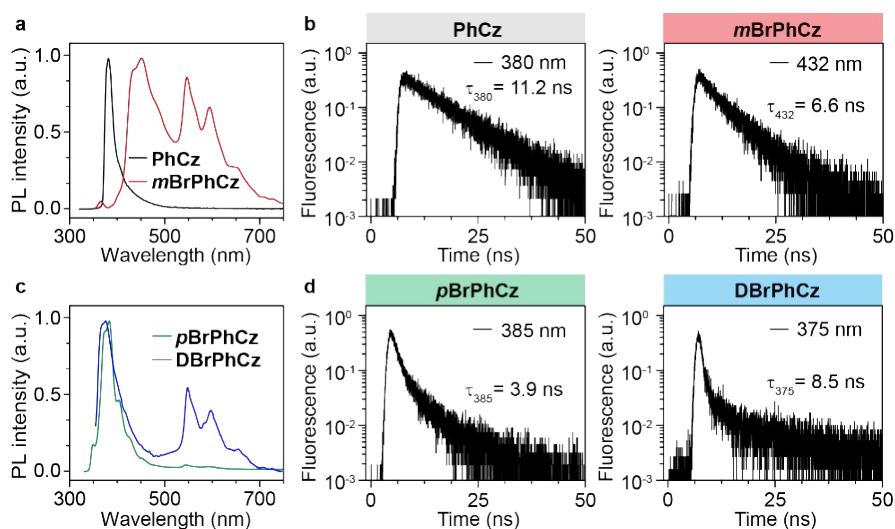 a
PL intensity (a.u.)
1.0
0.5
0.0
PhCz
mBrPhCz
300 500 700
Wavelength (nm)
b
PhCz
Fluorescence (a.u.)
10⁰
10⁻¹
10⁻²
10⁻³
380 nm
τ₃₈₀= 11.2 ns
0 25 50
Time (ns)
mBrPhCz
Fluorescence (a.u.)
10⁰
10⁻¹
10⁻²
10⁻³
432 nm
τ₄₃₂= 6.6 ns
0 25 50
Time (ns)
c
PL intensity (a.u.)
1.0
0.5
0.0
pBrPhCz
DBrPhCz
300 500 700
Wavelength (nm)
d
pBrPhCz
Fluorescence (a.u.)
10⁰
10⁻¹
10⁻²
10⁻³
385 nm
τ₃₈₅= 3.9 ns
0 25 50
Time (ns)
DBrPhCz
Fluorescence (a.u.)
10⁰
10⁻¹
10⁻²
10⁻³
375 nm
τ₃₇₅= 8.5 ns
0 25 50
Time (ns)